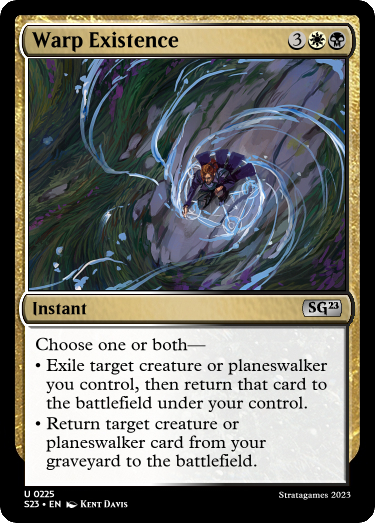 Warp Existence 3
Instant SG23
Choose one or both—
• Exile target creature or planeswalker
you control, then return that card to
the battlefield under your control.
• Return target creature or
planeswalker card from your
graveyard to the battlefield.
U 0225
S23 • EN Kent Davis Stratagames 2023